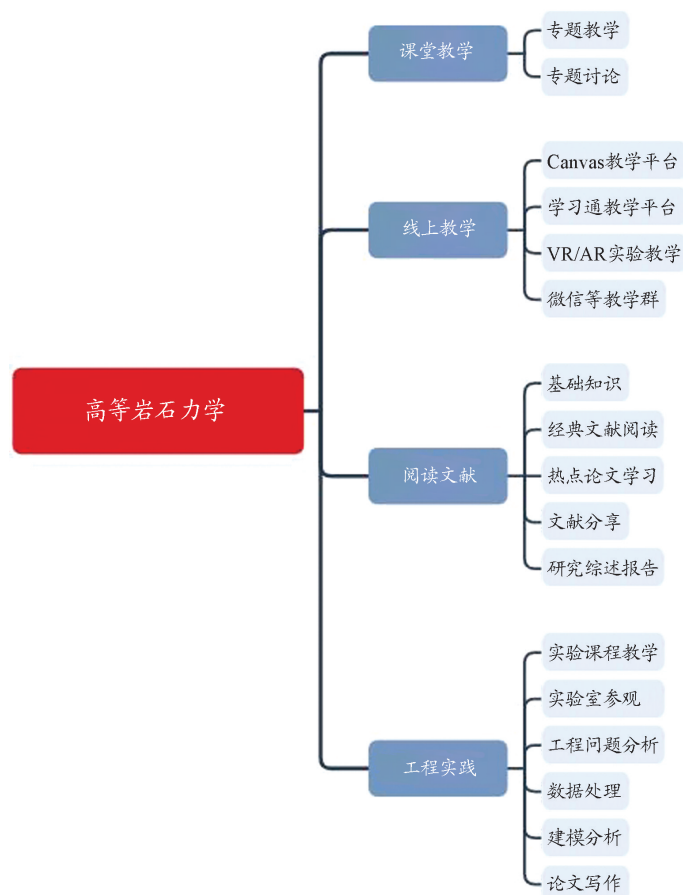 高等岩石力学
课堂教学
专题教学
专题讨论
线上教学
Canvas教学平台
学习通教学平台
VR/AR实验教学
微信等教学群
阅读文献
基础知识
经典文献阅读
热点论文学习
文献分享
研究综述报告
工程实践
实验课程教学
实验室参观
工程问题分析
数据处理
建模分析
论文写作